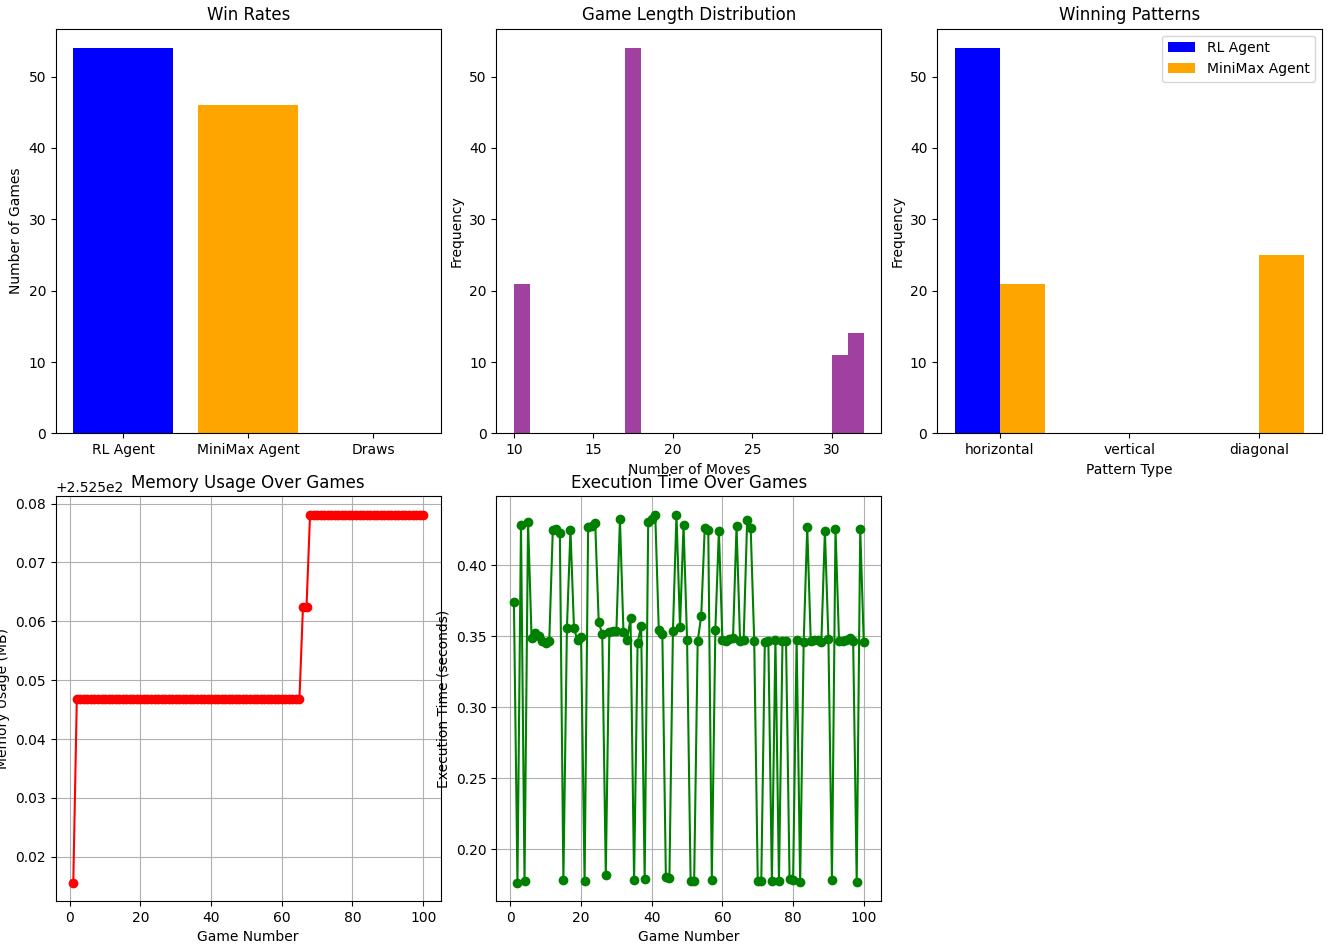 Win Rates
Number of Games
50
40
30
20
10
0
RL Agent MiniMax Agent Draws
Game Length Distribution
Frequency
50
40
30
20
10
0
10 15 20 25 30
Number of Moves
Winning Patterns
RL Agent
MiniMax Agent
Frequency
50
40
30
20
10
0
horizontal vertical diagonal
Pattern Type
Memory Usage Over Games
+2.525e2
Memory Usage (MB)
0.08
0.07
0.06
0.05
0.04
0.03
0.02
0 20 40 60 80 100
Game Number
Execution Time Over Games
Execution Time (seconds)
0.40
0.35
0.30
0.25
0.20
0 20 40 60 80 100
Game Number